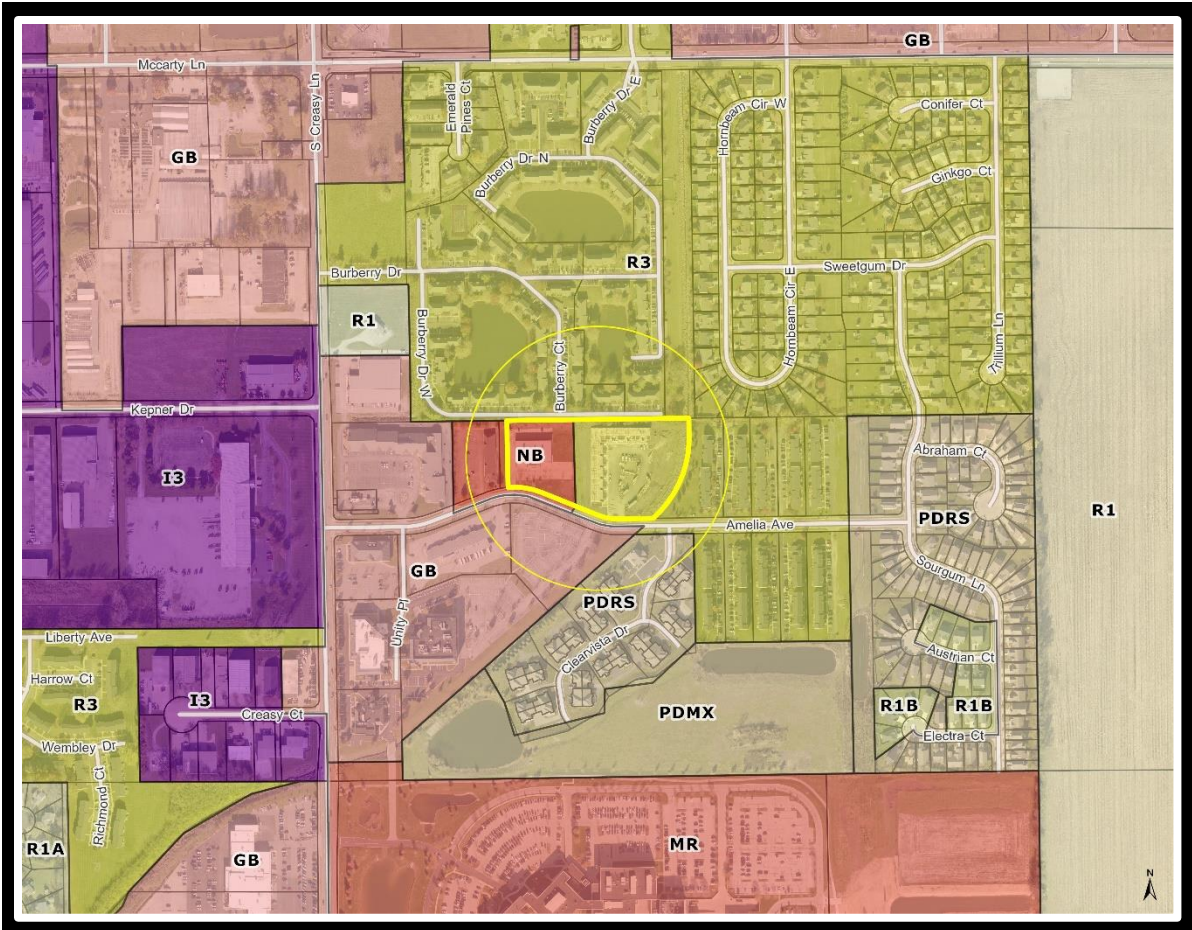 GB
Mccarty Ln
S Creasy Ln
Emerald
Pines Ct
Burberry Dr E
Hornbeam Cir W
Conifer Ct
GB
Burberry Dr N
Ginkgo Ct
R3
Burberry Dr
Sweetgum Dr
Hornbeam Cir E
R1
Burberry Dr W
Burberry Ct
Trillium Ln
Kepner Dr
NB
Abraham Ct
I3
PDRS
R1
Amelia Ave
GB
Sourgum Ln
PDRS
Unity Pl
Liberty Ave
Clearvista Dr
Austrian Ct
Harrow Ct
R3
I3
Creasy Ct
PDMX
R1B
R1B
Electra Ct
Wembley Dr
Richmond Ct
R1A
GB
MR
N